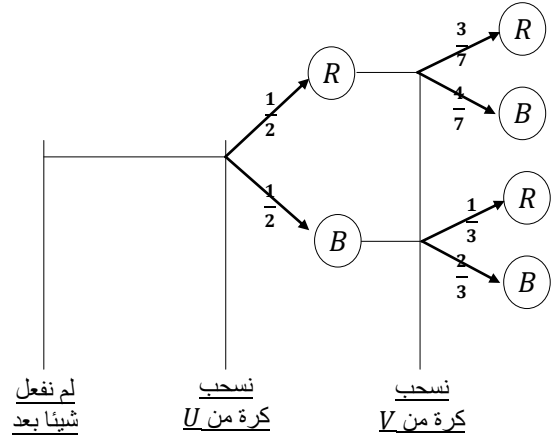 3/7
R
R
1/2
4/7
B
1/2
1/3
R
B
2/3
B
لم نفعل
شيئا بعد
نسحب
كرة من U
نسحب
كرة من V